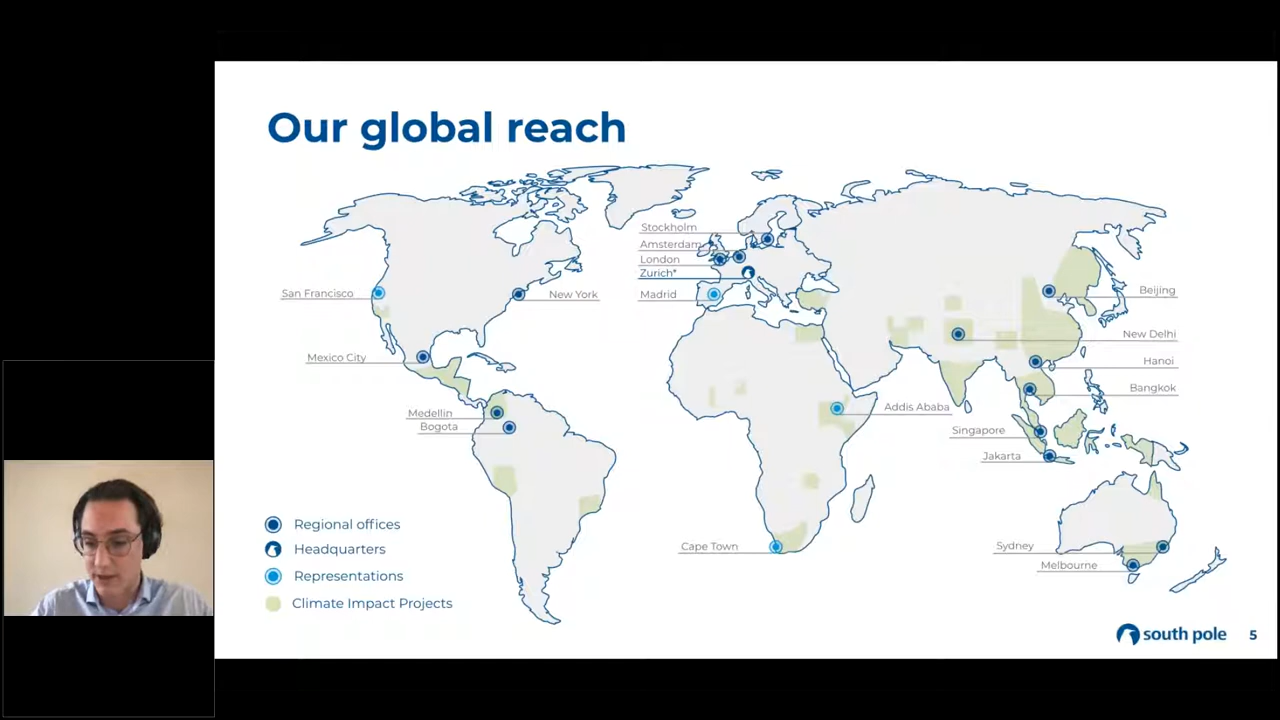 Our global reach
Stockholm
Amsterdam
London
Zurich*
Madrid
San Francisco
New York
Beijing
New Delhi
Mexico City
Hanoi
Bangkok
Medellin
Bogota
Addis Ababa
Singapore
Jakarta
Regional offices
Headquarters
Representations
Climate Impact Projects
Cape Town
Sydney
Melbourne
south pole
5